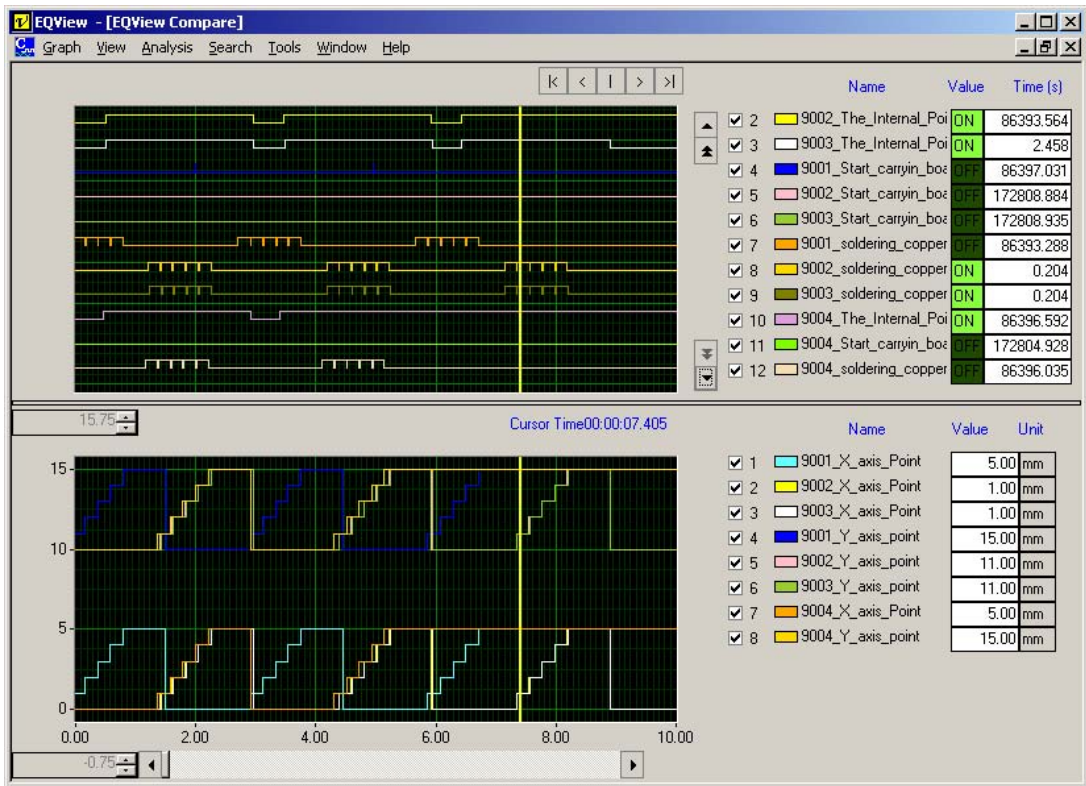 EQView - [EQView Compare]
Graph View Analysis Search Tools Window Help
Name Value Time (s)
2 9002_The_Internal_Poi ON 86393.564
3 9003_The_Internal_Poi ON 2.458
4 9001_Start_carryin_boa OFF 86397.031
5 9002_Start_carryin_boa OFF 172808.884
6 9003_Start_carryin_boa OFF 172808.935
7 9001_soldering_copper OFF 86393.288
8 9002_soldering_copper ON 0.204
9 9003_soldering_copper ON 0.204
10 9004_The_Internal_Poi ON 86396.592
11 9004_Start_carryin_boa OFF 172804.928
12 9004_soldering_copper OFF 86396.035
15.75
Cursor Time00:00:07.405
Name Value Unit
1 9001_X_axis_Point 5.00 mm
2 9002_X_axis_Point 1.00 mm
3 9003_X_axis_Point 1.00 mm
4 9001_Y_axis_point 15.00 mm
5 9002_Y_axis_point 11.00 mm
6 9003_Y_axis_point 11.00 mm
7 9004_X_axis_Point 5.00 mm
8 9004_Y_axis_point 15.00 mm
15
10
5
0
0.00 2.00 4.00 6.00 8.00 10.00
-0.75